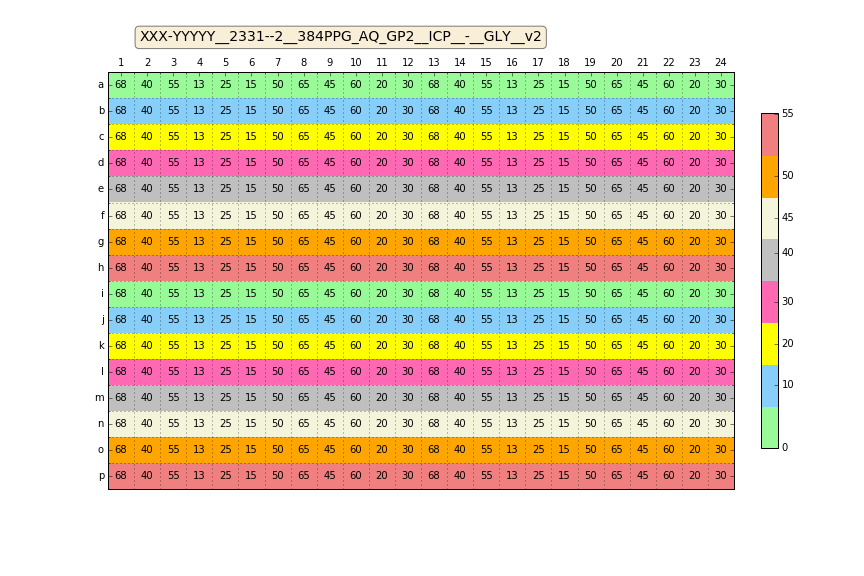 XXX-YYYYY__2331--2__384PPG_AQ_GP2__ICP__-__GLY__v2
1 2 3 4 5 6 7 8 9 10 11 12 13 14 15 16 17 18 19 20 21 22 23 24
a 68 40 55 13 25 15 50 65 45 60 20 30 68 40 55 13 25 15 50 65 45 60 20 30
b 68 40 55 13 25 15 50 65 45 60 20 30 68 40 55 13 25 15 50 65 45 60 20 30
c 68 40 55 13 25 15 50 65 45 60 20 30 68 40 55 13 25 15 50 65 45 60 20 30
d 68 40 55 13 25 15 50 65 45 60 20 30 68 40 55 13 25 15 50 65 45 60 20 30
e 68 40 55 13 25 15 50 65 45 60 20 30 68 40 55 13 25 15 50 65 45 60 20 30
f 68 40 55 13 25 15 50 65 45 60 20 30 68 40 55 13 25 15 50 65 45 60 20 30
g 68 40 55 13 25 15 50 65 45 60 20 30 68 40 55 13 25 15 50 65 45 60 20 30
h 68 40 55 13 25 15 50 65 45 60 20 30 68 40 55 13 25 15 50 65 45 60 20 30
i 68 40 55 13 25 15 50 65 45 60 20 30 68 40 55 13 25 15 50 65 45 60 20 30
j 68 40 55 13 25 15 50 65 45 60 20 30 68 40 55 13 25 15 50 65 45 60 20 30
k 68 40 55 13 25 15 50 65 45 60 20 30 68 40 55 13 25 15 50 65 45 60 20 30
l 68 40 55 13 25 15 50 65 45 60 20 30 68 40 55 13 25 15 50 65 45 60 20 30
m 68 40 55 13 25 15 50 65 45 60 20 30 68 40 55 13 25 15 50 65 45 60 20 30
n 68 40 55 13 25 15 50 65 45 60 20 30 68 40 55 13 25 15 50 65 45 60 20 30
o 68 40 55 13 25 15 50 65 45 60 20 30 68 40 55 13 25 15 50 65 45 60 20 30
p 68 40 55 13 25 15 50 65 45 60 20 30 68 40 55 13 25 15 50 65 45 60 20 30
55
50
45
40
30
20
10
0